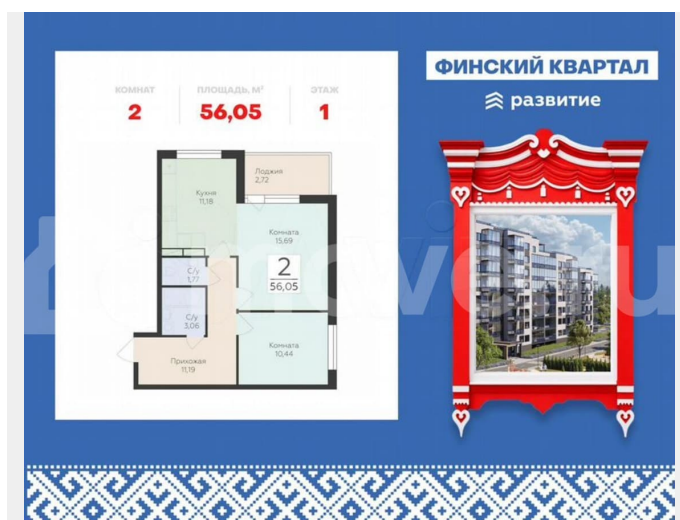 ФИНСКИЙ КВАРТАЛ
развитие
КОМНАТ
2
ПЛОЩАДЬ, М²
56,05
ЭТАЖ
1
Лоджия
2,72
Кухня
11,18
Комната
15,69
2
56,05
С/у
1,77
С/у
3,06
Комната
10,44
Прихожая
11,19